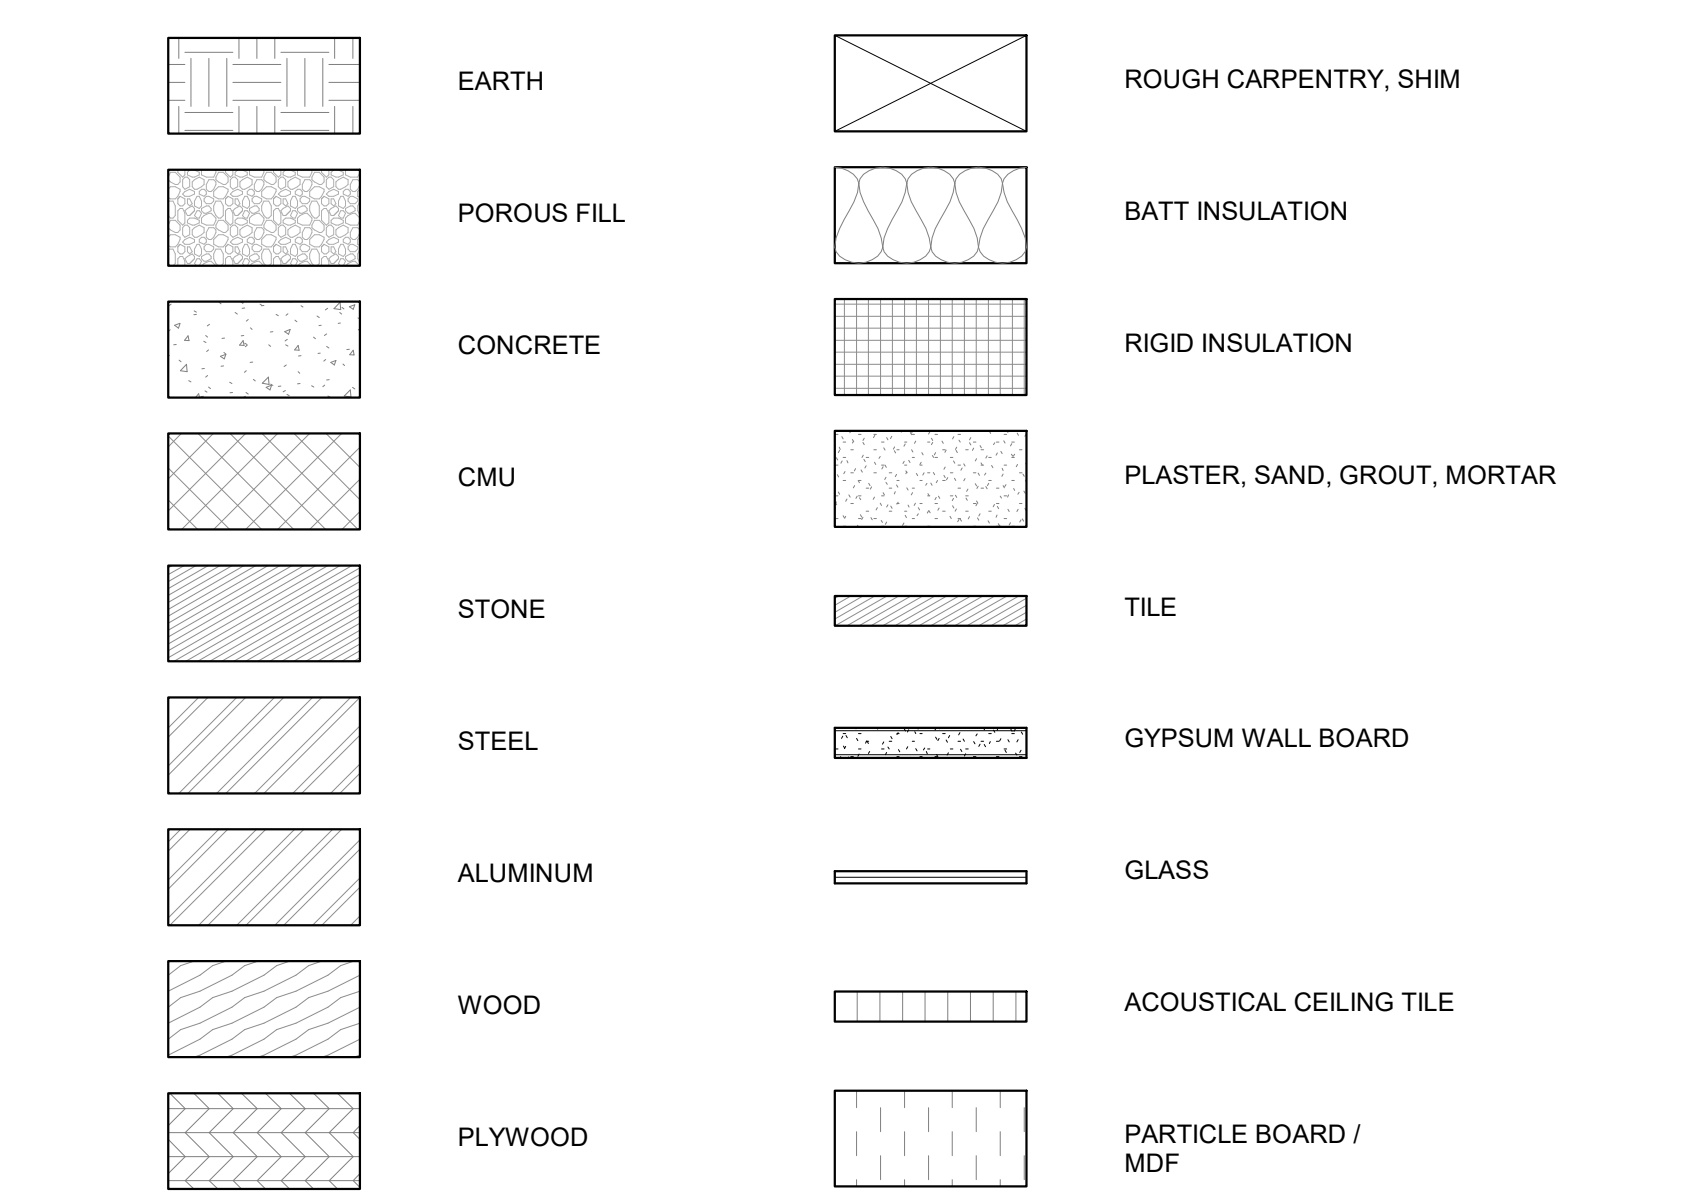 EARTH
POROUS FILL
CONCRETE
CMU
STONE
STEEL
ALUMINUM
WOOD
PLYWOOD
ROUGH CARPENTRY, SHIM
BATT INSULATION
RIGID INSULATION
PLASTER, SAND, GROUT, MORTAR
TILE
GYPSUM WALL BOARD
GLASS
ACOUSTICAL CEILING TILE
PARTICLE BOARD /
MDF